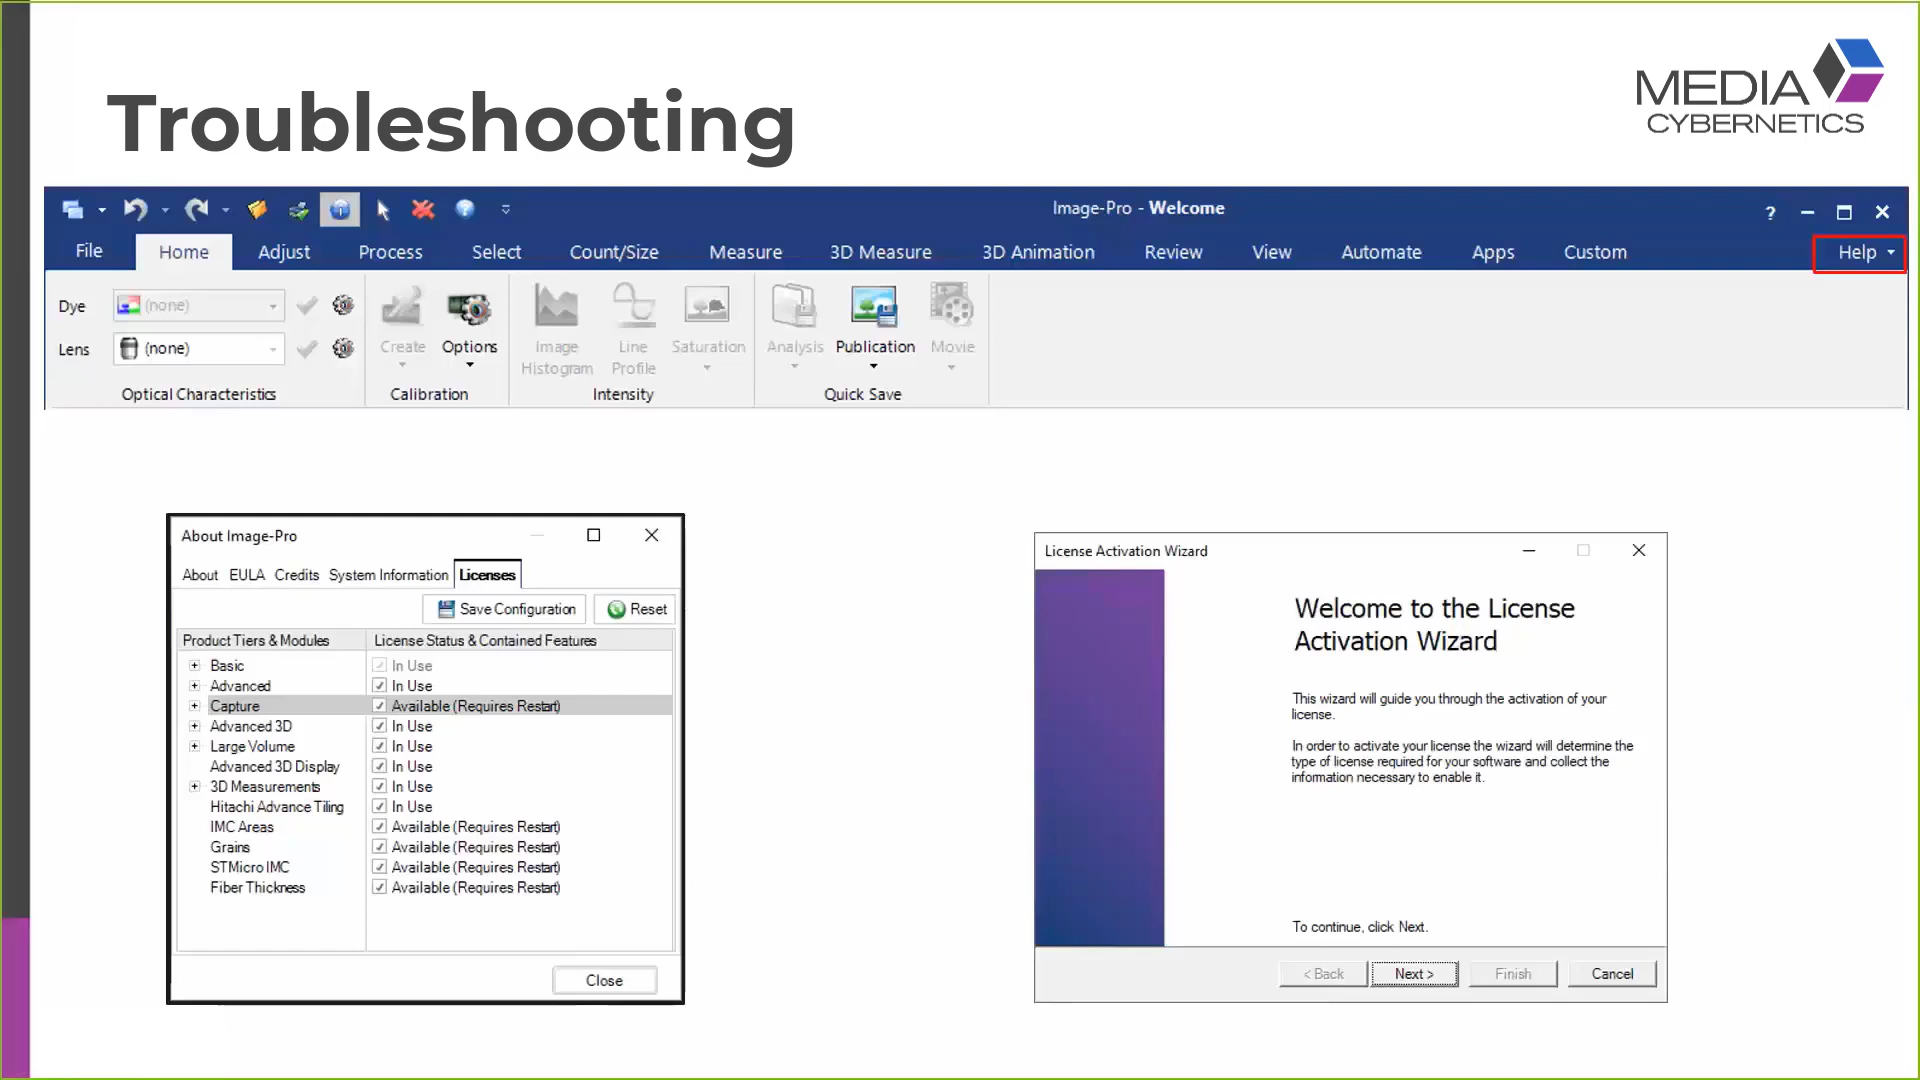 Troubleshooting
MEDIA
CYBERNETICS
Image-Pro - Welcome
?
File Home Adjust Process Select Count/Size Measure 3D Measure 3D Animation Review View Automate Apps Custom Help
Dye (none)
Lens (none)
Optical Characteristics
Create Options
Calibration
Image Histogram
Line Profile
Saturation
Intensity
Analysis Publication Movie
Quick Save
About Image-Pro
About EULA Credits System Information Licenses
Save Configuration Reset
Product Tiers & Modules License Status & Contained Features
Basic In Use
Advanced In Use
Capture Available (Requires Restart)
Advanced 3D In Use
Large Volume In Use
Advanced 3D Display In Use
3D Measurements In Use
Hitachi Advance Tiling In Use
IMC Areas Available (Requires Restart)
Grains Available (Requires Restart)
STMicro IMC Available (Requires Restart)
Fiber Thickness Available (Requires Restart)
Close
License Activation Wizard
Welcome to the License
Activation Wizard
This wizard will guide you through the activation of your
license.
In order to activate your license the wizard will determine the
type of license required for your software and collect the
information necessary to enable it.
To continue, click Next.
< Back Next > Finish Cancel